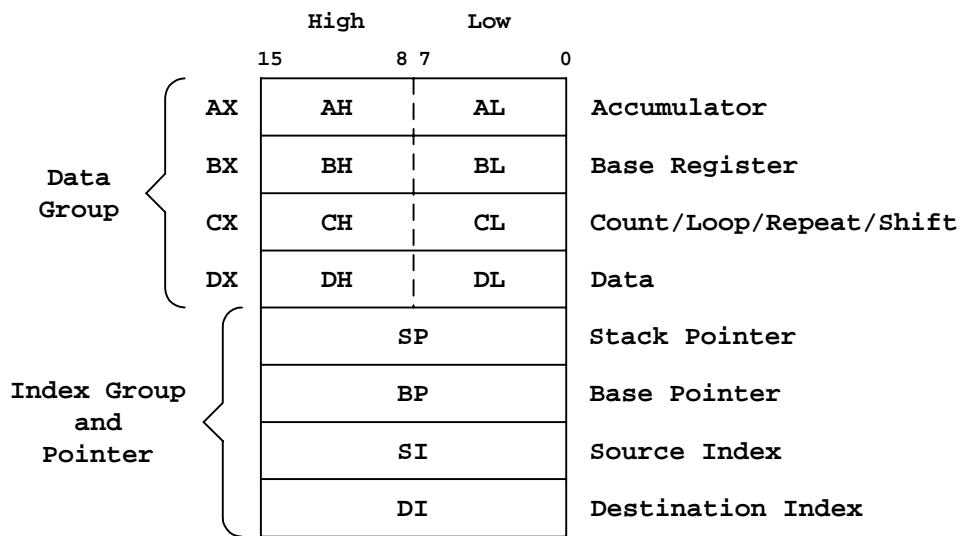 High Low
15 8 7 0
AX AH AL Accumulator
BX BH BL Base Register
Data
Group
CX CH CL Count/Loop/Repeat/Shift
DX DH DL Data
SP Stack Pointer
Index Group
and
Pointer
BP Base Pointer
SI Source Index
DI Destination Index